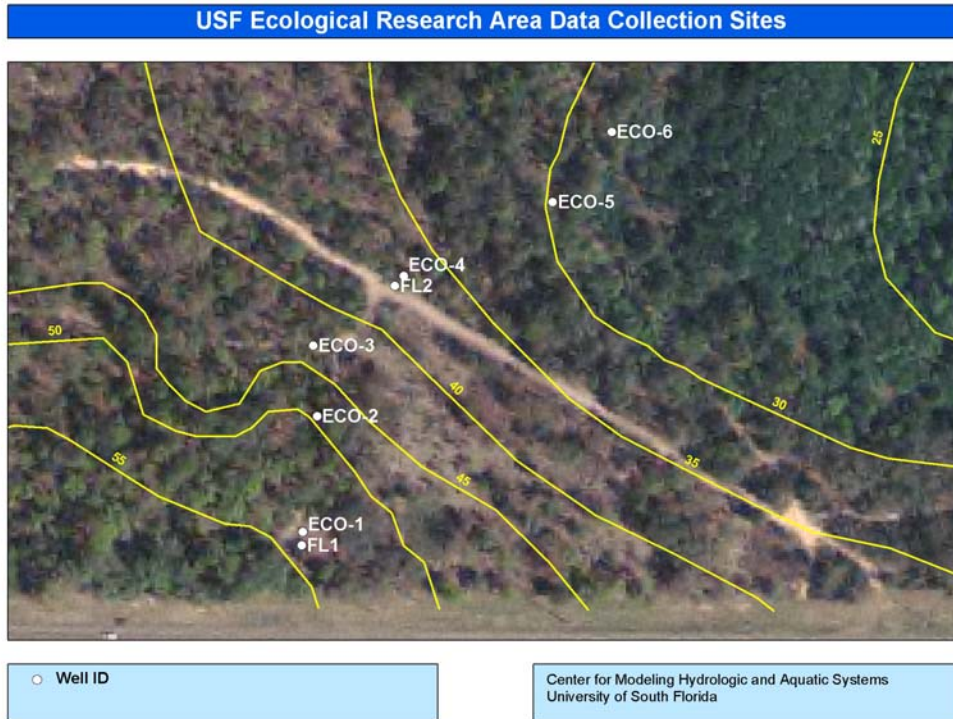 USF Ecological Research Area Data Collection Sites
25
ECO-6
ECO-5
ECO-4
FL2
50
ECO-3
40
30
ECO-2
55
35
45
ECO-1
FL1
Well ID
Center for Modeling Hydrologic and Aquatic Systems
University of South Florida